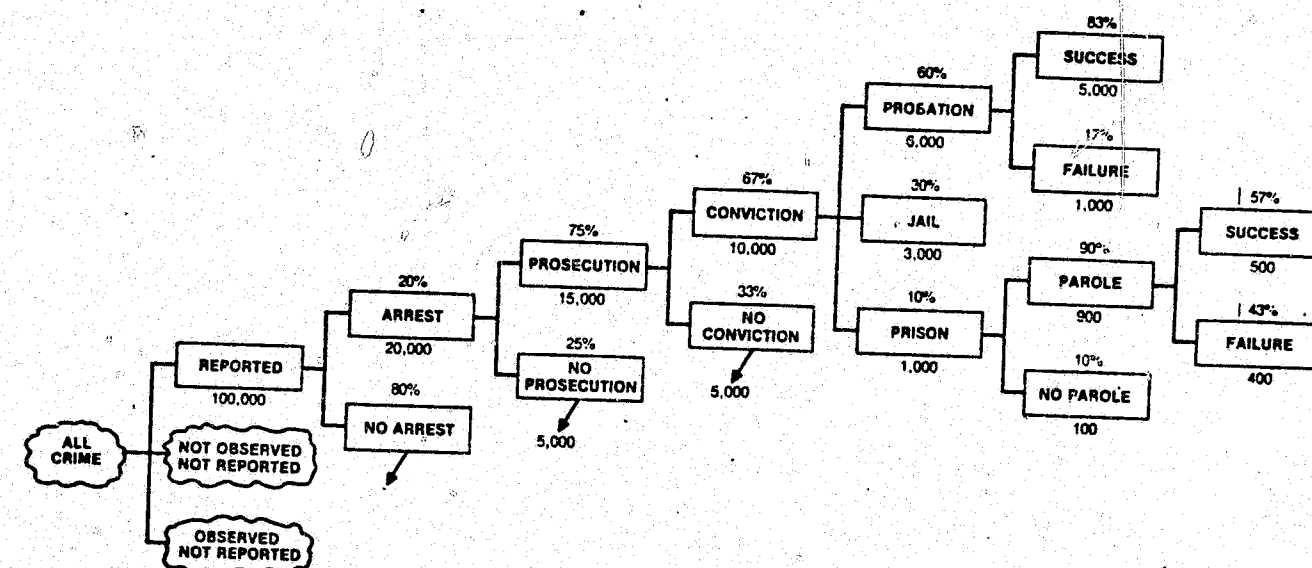 ALL
CRIME
REPORTED
100,000
NOT OBSERVED
NOT REPORTED
OBSERVED
NOT REPORTED
20%
ARREST
20,000
80%
NO ARREST
75%
PROSECUTION
15,000
25%
NO
PROSECUTION
5,000
67%
CONVICTION
10,000
33%
NO
CONVICTION
5,000
60%
PROBATION
6,000
30%
JAIL
3,000
10%
PRISON
1,000
83%
SUCCESS
5,000
17%
FAILURE
1,000
90%
PAROLE
900
10%
NO PAROLE
100
57%
SUCCESS
500
43%
FAILURE
400